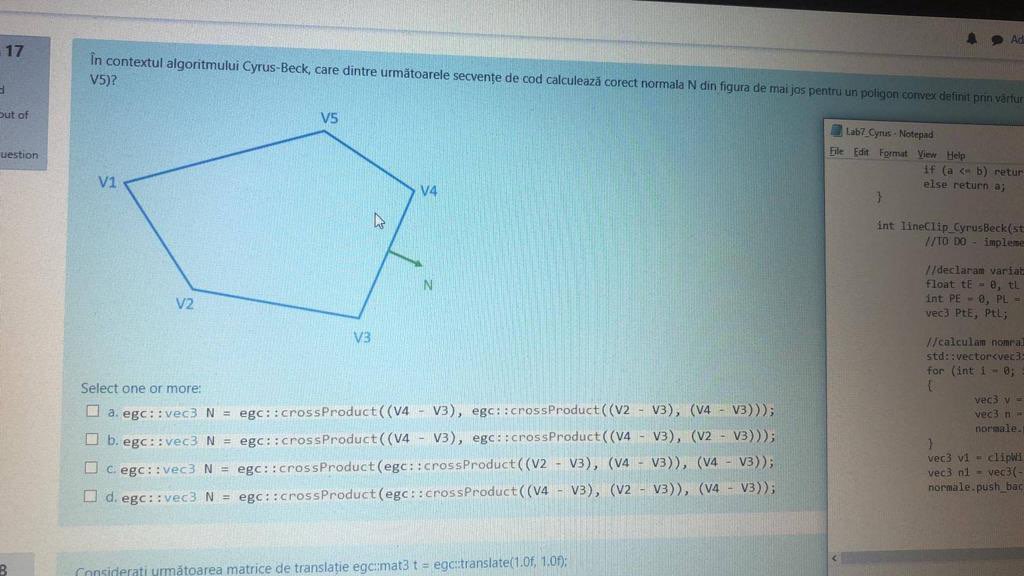 17
out of
uestion
Ad
În contextul algoritmului Cyrus-Beck, care dintre următoarele secvențe de cod calculează corect normala N din figura de mai jos pentru un poligon convex definit prin vârfur
V5)?
V5
V1
V4
N
V2
V3
Select one or more:
a. egc::vec3 N = egc::crossProduct((V4 - V3), egc::crossProduct((V2 - V3), (V4 - V3)));
b. egc::vec3 N = egc::crossProduct((V4 - V3), egc::crossProduct((V4 - V3), (V2 - V3)));
c. egc::vec3 N = egc::crossProduct(egc::crossProduct((V2 - V3), (V4 - V3)), (V4 - V3));
d. egc::vec3 N = egc::crossProduct(egc::crossProduct((V4 - V3), (V2 - V3)), (V4 - V3));
Lab7_Cyrus - Notepad
File Edit Format View Help
if (a <= b) retur
else return a;
}
int lineClip_CyrusBeck(st
//TO DO - impleme
//declaram variab
float tE = 0, tL
int PE = 0, PL =
vec3 PtE, PtL;
//calculam nomral
std::vector<vec3>
for (int i = 0;
{
vec3 v =
vec3 n =
normale.
}
vec3 v1 = clipWi
vec3 n1 = vec3(-
normale.push_bac
8
Considerați următoarea matrice de translație egc::mat3 t = egc::translate(1.0f, 1.0f);